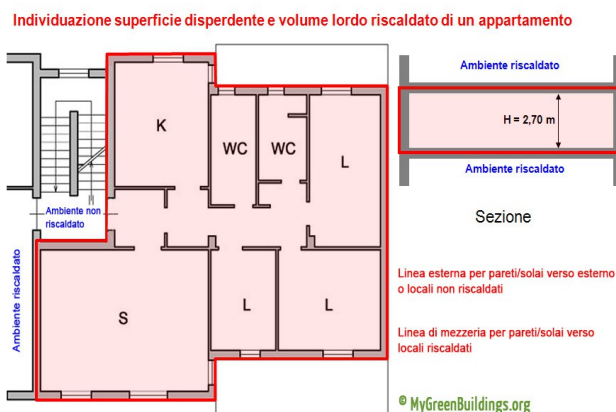 Individuazione superficie disperdente e volume lordo riscaldato di un appartamento
Ambiente riscaldato
H = 2,70 m
Ambiente riscaldato
Sezione
K
WC
WC
L
Ambiente non
riscaldato
Ambiente riscaldato
S
L
L
Linea esterna per pareti/solai verso esterno
o locali non riscaldati
Linea di mezzeria per pareti/solai verso
locali riscaldati
© MyGreenBuildings.org